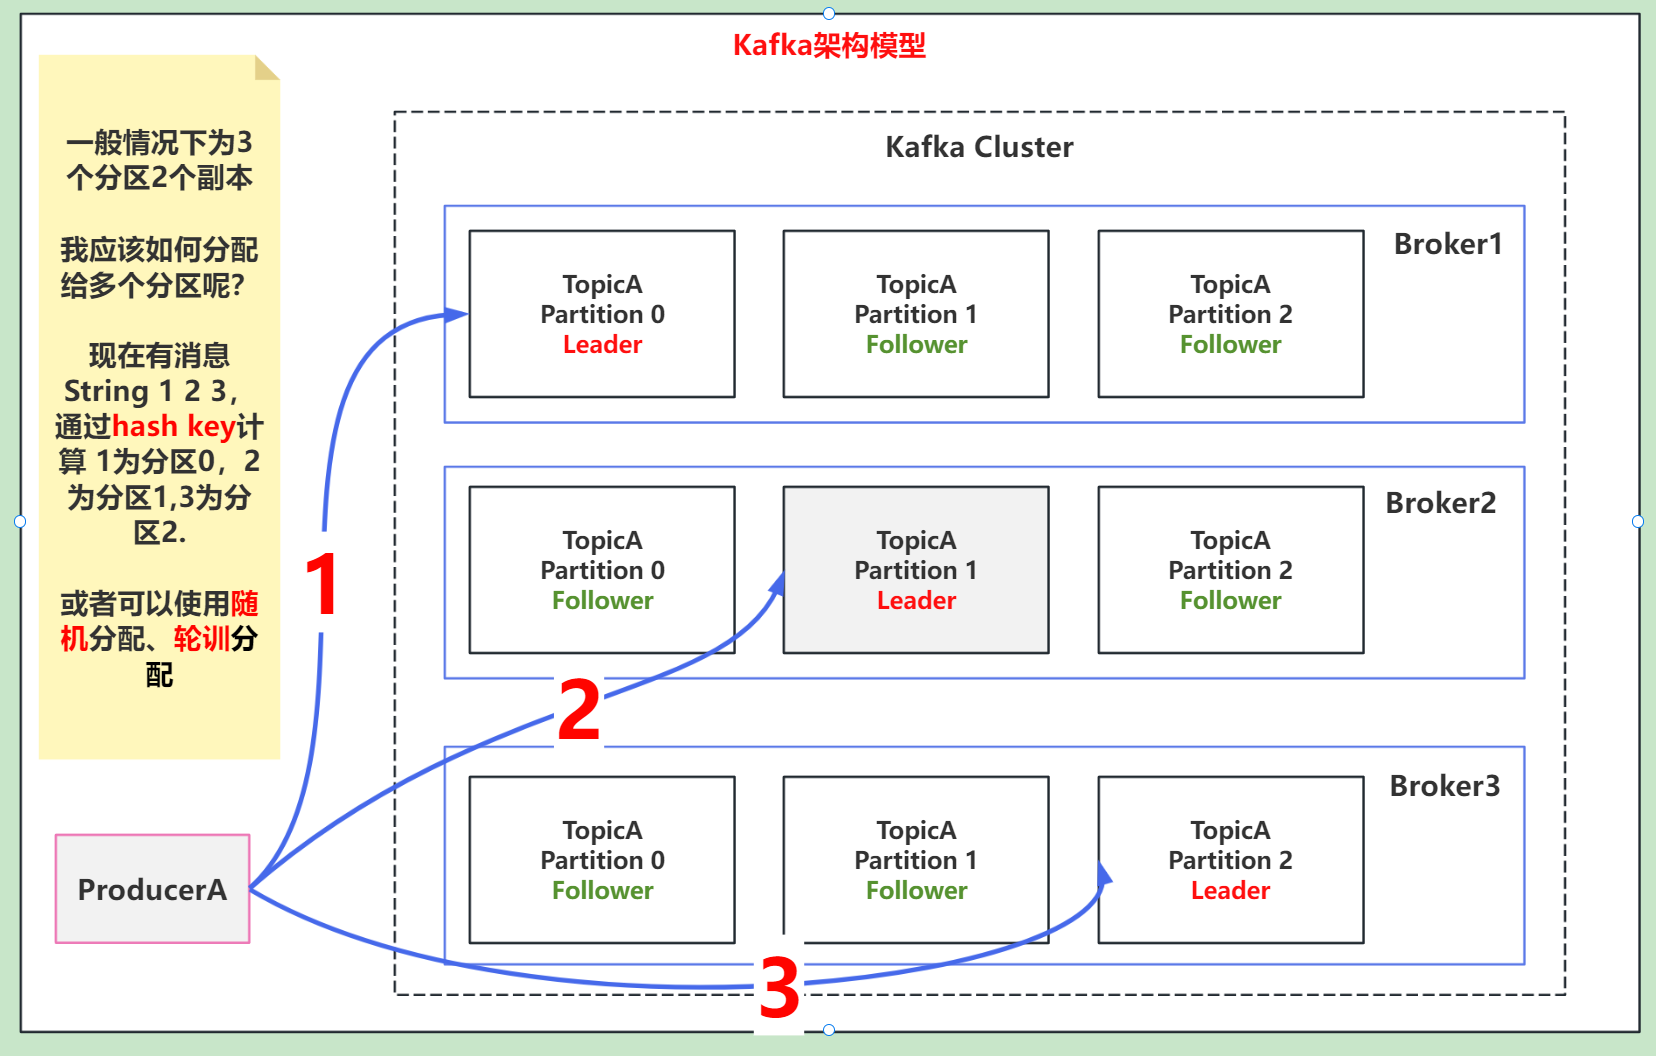 Kafka架构模型
一般情况下为3
个分区2个副本
我应该如何分配
给多个分区呢？
现在有消息
String 1 2 3，
通过hash key计
算 1为分区0，2
为分区1,3为分
区2.
或者可以使用随
机分配、轮训分
配
Kafka Cluster
Broker1
TopicA
Partition 0
Leader
TopicA
Partition 1
Follower
TopicA
Partition 2
Follower
Broker2
TopicA
Partition 0
Follower
TopicA
Partition 1
Leader
TopicA
Partition 2
Follower
Broker3
TopicA
Partition 0
Follower
TopicA
Partition 1
Follower
TopicA
Partition 2
Leader
ProducerA
1
2
3